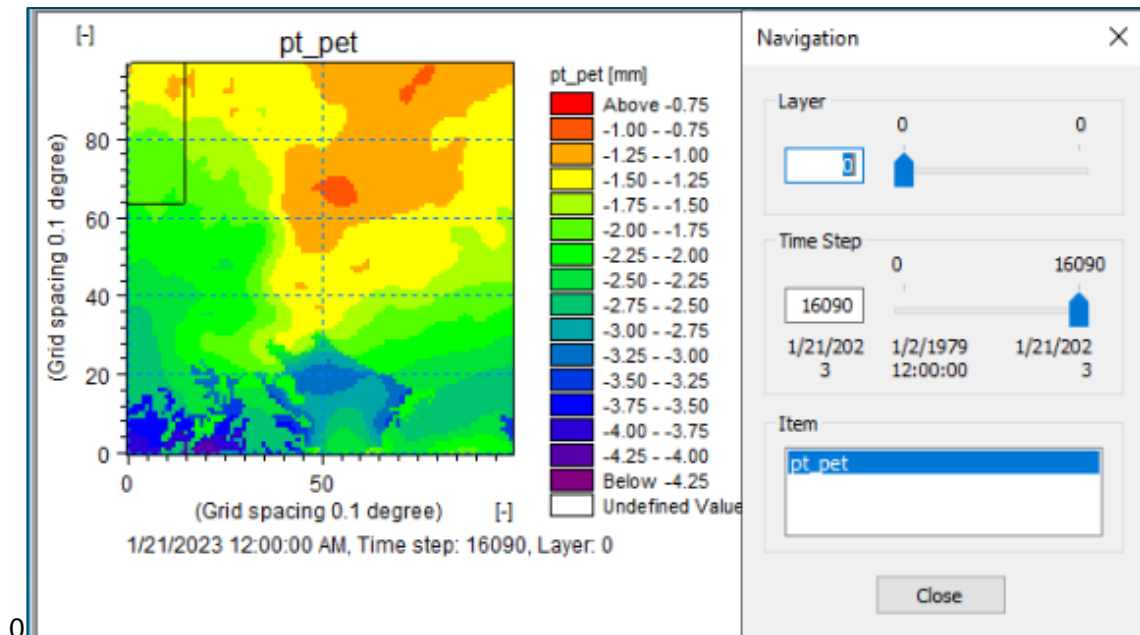 [-]
pt_pet
80
60
40
20
0
(Grid spacing 0.1 degree)
0
50
(Grid spacing 0.1 degree)
[-]
1/21/2023 12:00:00 AM, Time step: 16090, Layer: 0
pt_pet [mm]
Above -0.75
-1.00 - -0.75
-1.25 - -1.00
-1.50 - -1.25
-1.75 - -1.50
-2.00 - -1.75
-2.25 - -2.00
-2.50 - -2.25
-2.75 - -2.50
-3.00 - -2.75
-3.25 - -3.00
-3.50 - -3.25
-3.75 - -3.50
-4.00 - -3.75
-4.25 - -4.00
Below -4.25
Undefined Value
Navigation
Layer
0 0
0
Time Step
0 16090
16090
1/21/202
3
1/2/1979
12:00:00
1/21/202
3
Item
pt_pet
Close
0